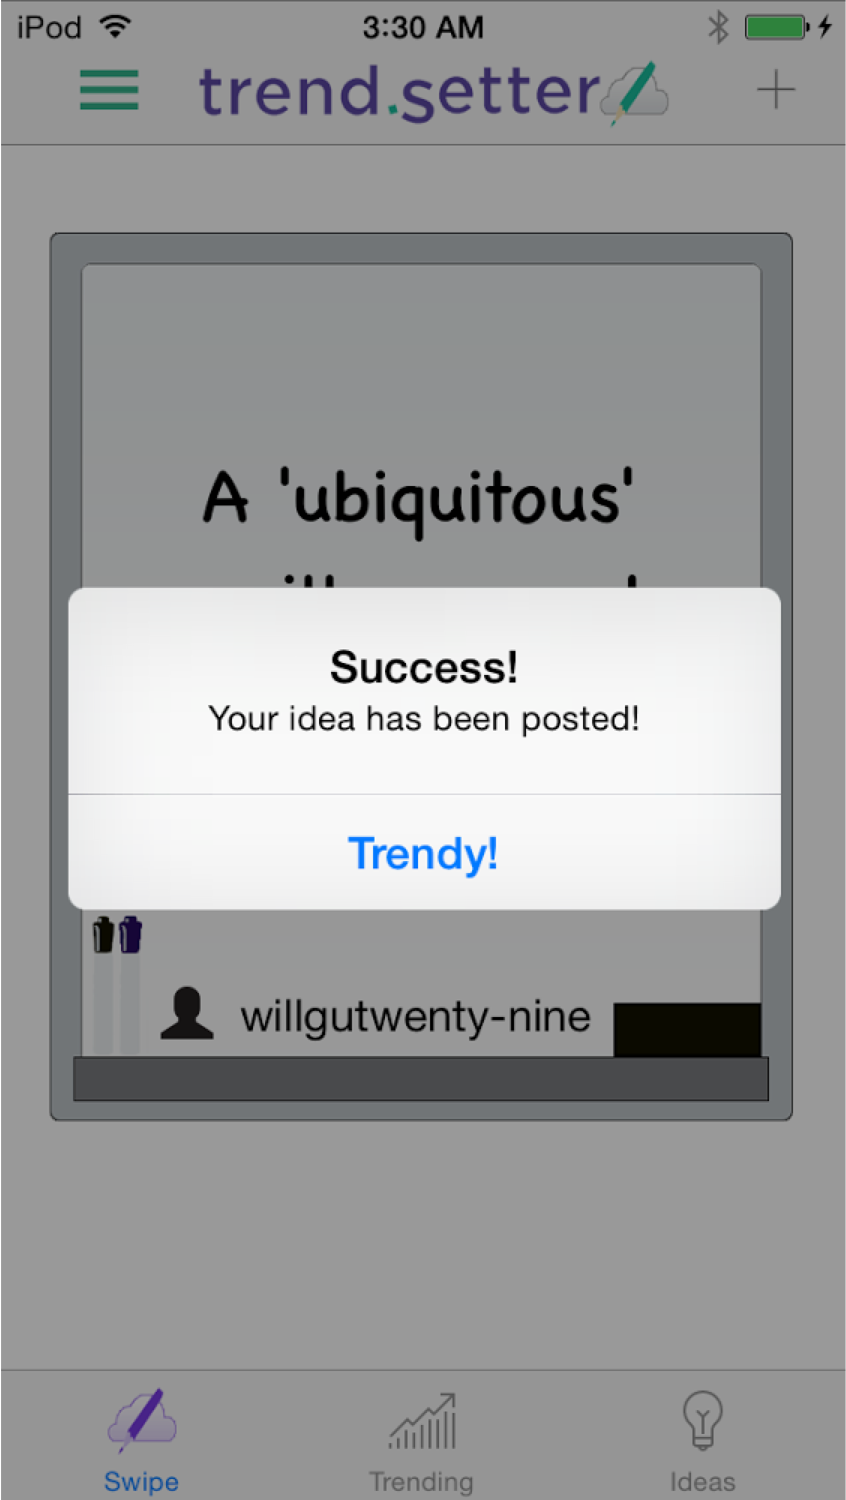 iPod 3:30 AM
trend.setter
A 'ubiquitous'
Success!
Your idea has been posted!
Trendy!
willgutwenty-nine
Swipe Trending Ideas